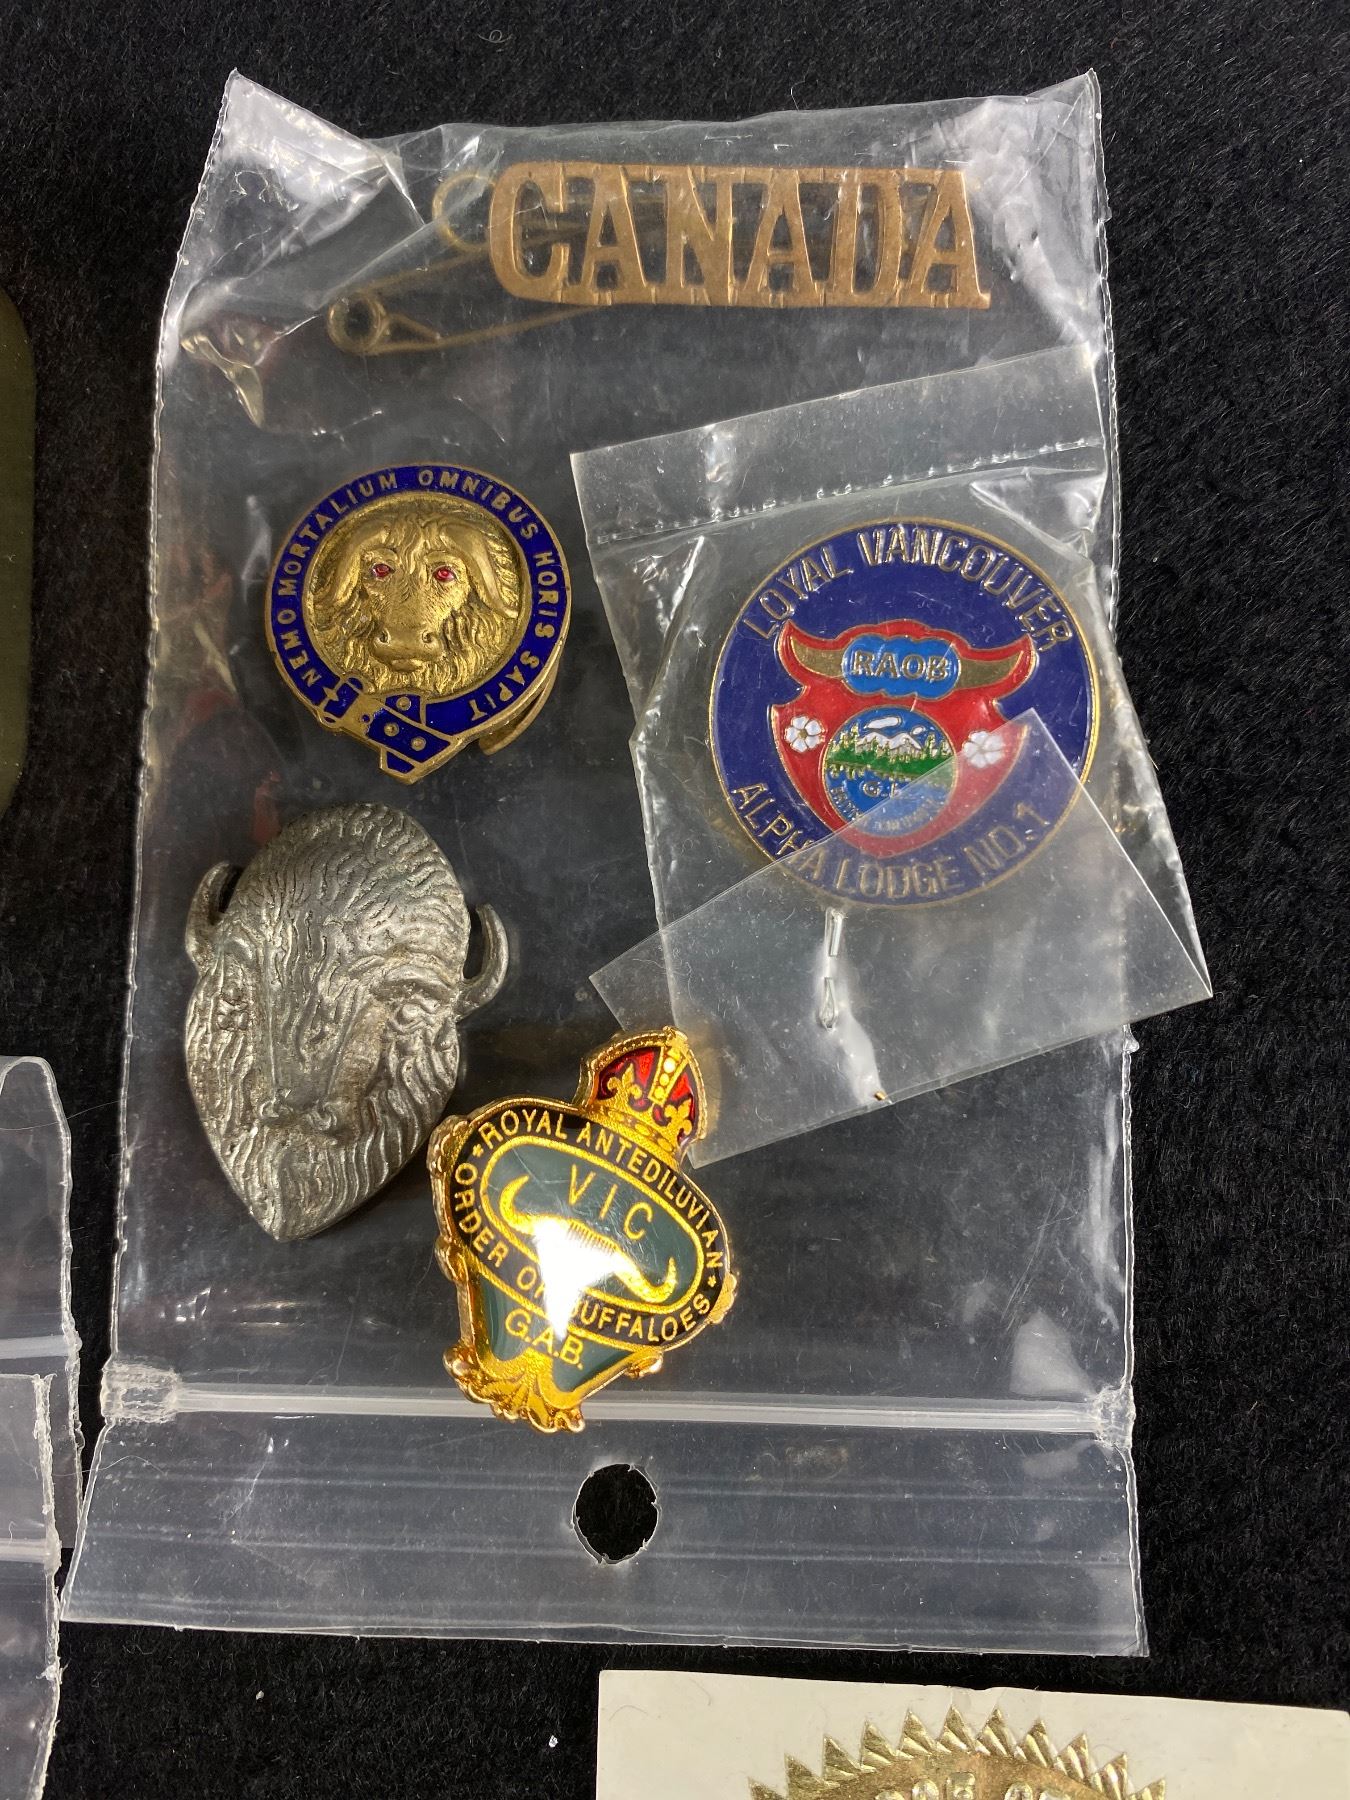 CANADA
NEMO MORTALIUM OMNIBUS HORIS SAPIT
LOYAL VANCOUVER
RAOB
ALPHA LODGE NO. 1
ROYAL ANTEDILUVIAN
ORDER OF BUFFALOES
VIC
G.A.B.